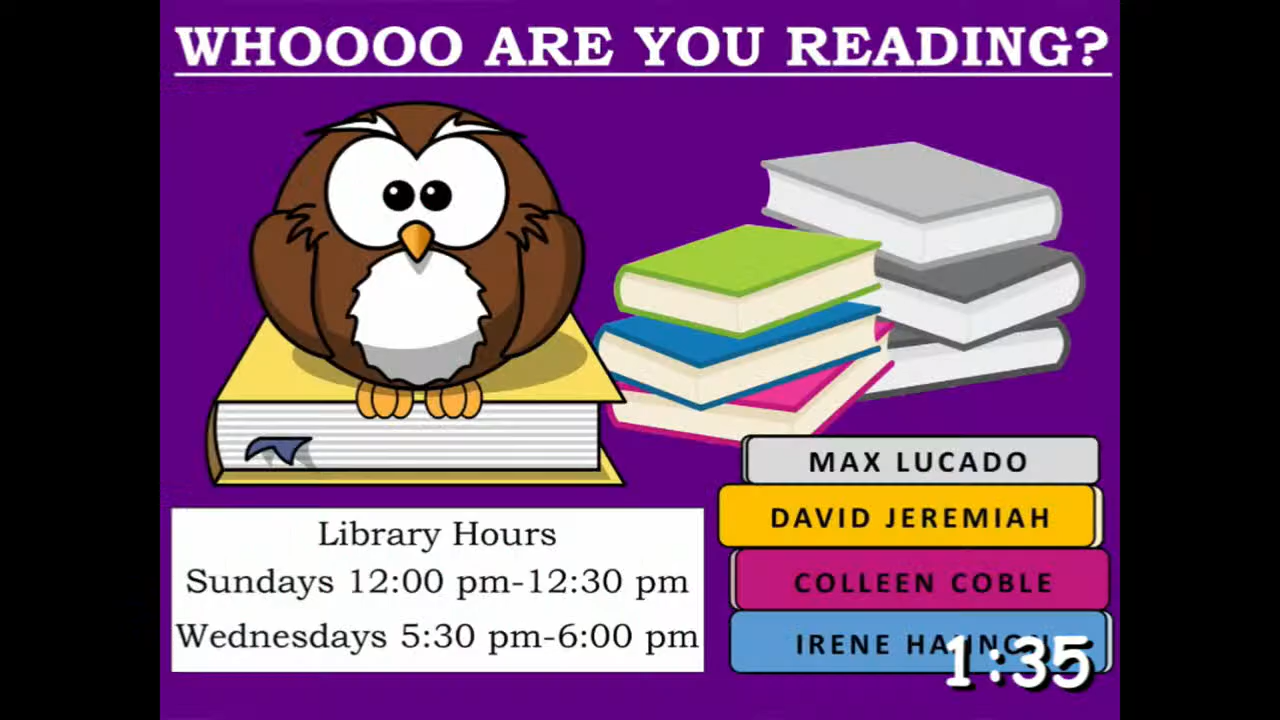 WHOOOO ARE YOU READING?
MAX LUCADO
DAVID JEREMIAH
COLLEEN COBLE
IRENE
Library Hours
Sundays 12:00 pm-12:30 pm
Wednesdays 5:30 pm-6:00 pm
1:35